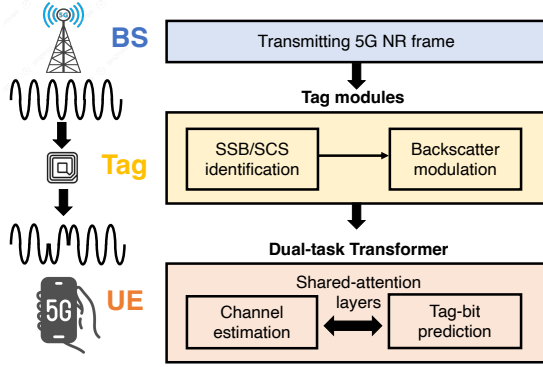 5G
BS
Transmitting 5G NR frame
Tag modules
Tag
SSB/SCS
identification
Backscatter
modulation
Dual-task Transformer
UE
5G
Shared-attention
layers
Channel
estimation
Tag-bit
prediction